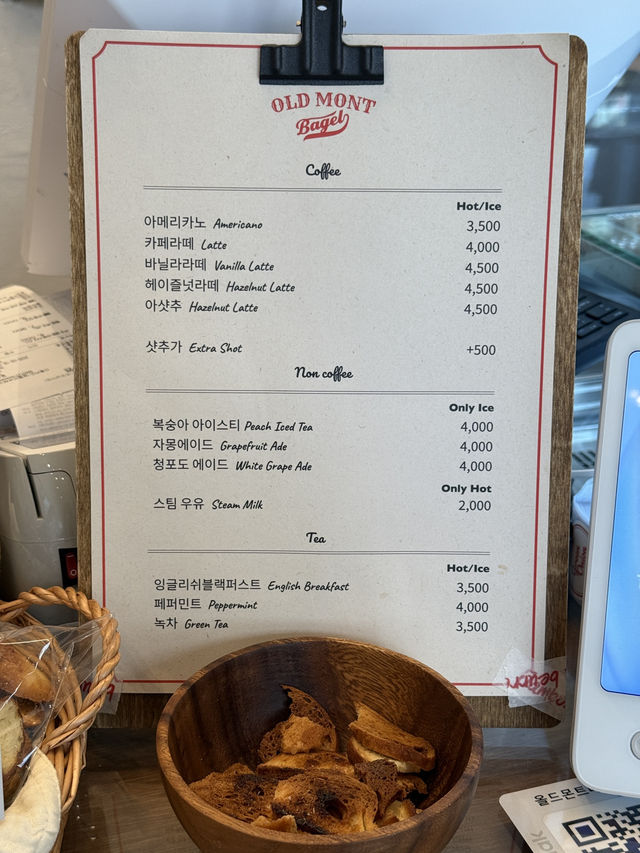 OLD MONT
Bagel
Coffee
Hot/Ice
아메리카노 Americano 3,500
카페라떼 Latte 4,000
바닐라라떼 Vanilla Latte 4,500
헤이즐넛라떼 Hazelnut Latte 4,500
아샷추 Hazelnut Latte 4,500
샷추가 Extra Shot +500
Non coffee
Only Ice
복숭아 아이스티 Peach Iced Tea 4,000
자몽에이드 Grapefruit Ade 4,000
청포도 에이드 White Grape Ade 4,000
Only Hot
스팀 우유 Steam Milk 2,000
Tea
Hot/Ice
잉글리쉬블랙퍼스트 English Breakfast 3,500
페퍼민트 Peppermint 4,000
녹차 Green Tea 3,500
올드몬트